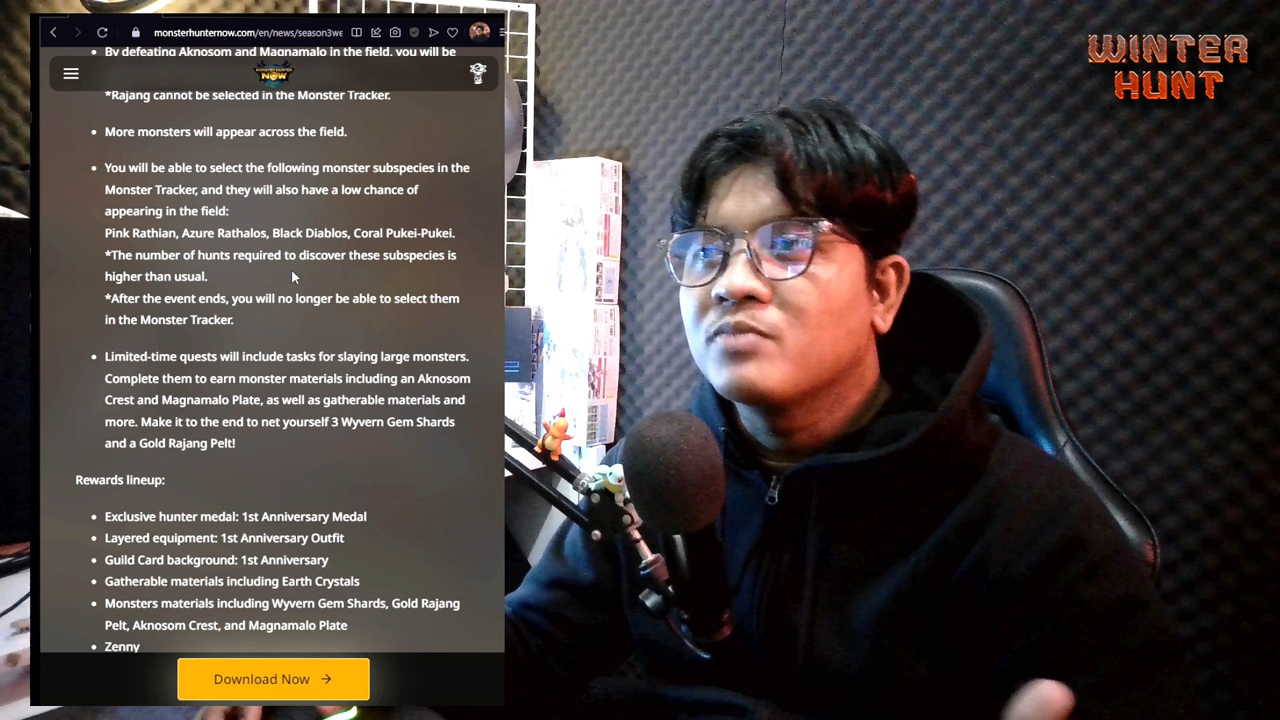 monsterhunternow.com/en/news/season3we
• By defeating Aknosom and Magnamalo in the field, you will be
MONSTER HUNTER
NOW
*Rajang cannot be selected in the Monster Tracker.
• More monsters will appear across the field.
• You will be able to select the following monster subspecies in the
Monster Tracker, and they will also have a low chance of
appearing in the field:
Pink Rathian, Azure Rathalos, Black Diablos, Coral Pukei-Pukei.
*The number of hunts required to discover these subspecies is
higher than usual.
*After the event ends, you will no longer be able to select them
in the Monster Tracker.
• Limited-time quests will include tasks for slaying large monsters.
Complete them to earn monster materials including an Aknosom
Crest and Magnamalo Plate, as well as gatherable materials and
more. Make it to the end to net yourself 3 Wyvern Gem Shards
and a Gold Rajang Pelt!
Rewards lineup:
• Exclusive hunter medal: 1st Anniversary Medal
• Layered equipment: 1st Anniversary Outfit
• Guild Card background: 1st Anniversary
• Gatherable materials including Earth Crystals
• Monsters materials including Wyvern Gem Shards, Gold Rajang
Pelt, Aknosom Crest, and Magnamalo Plate
• Zenny
Download Now →
WINTER
HUNT